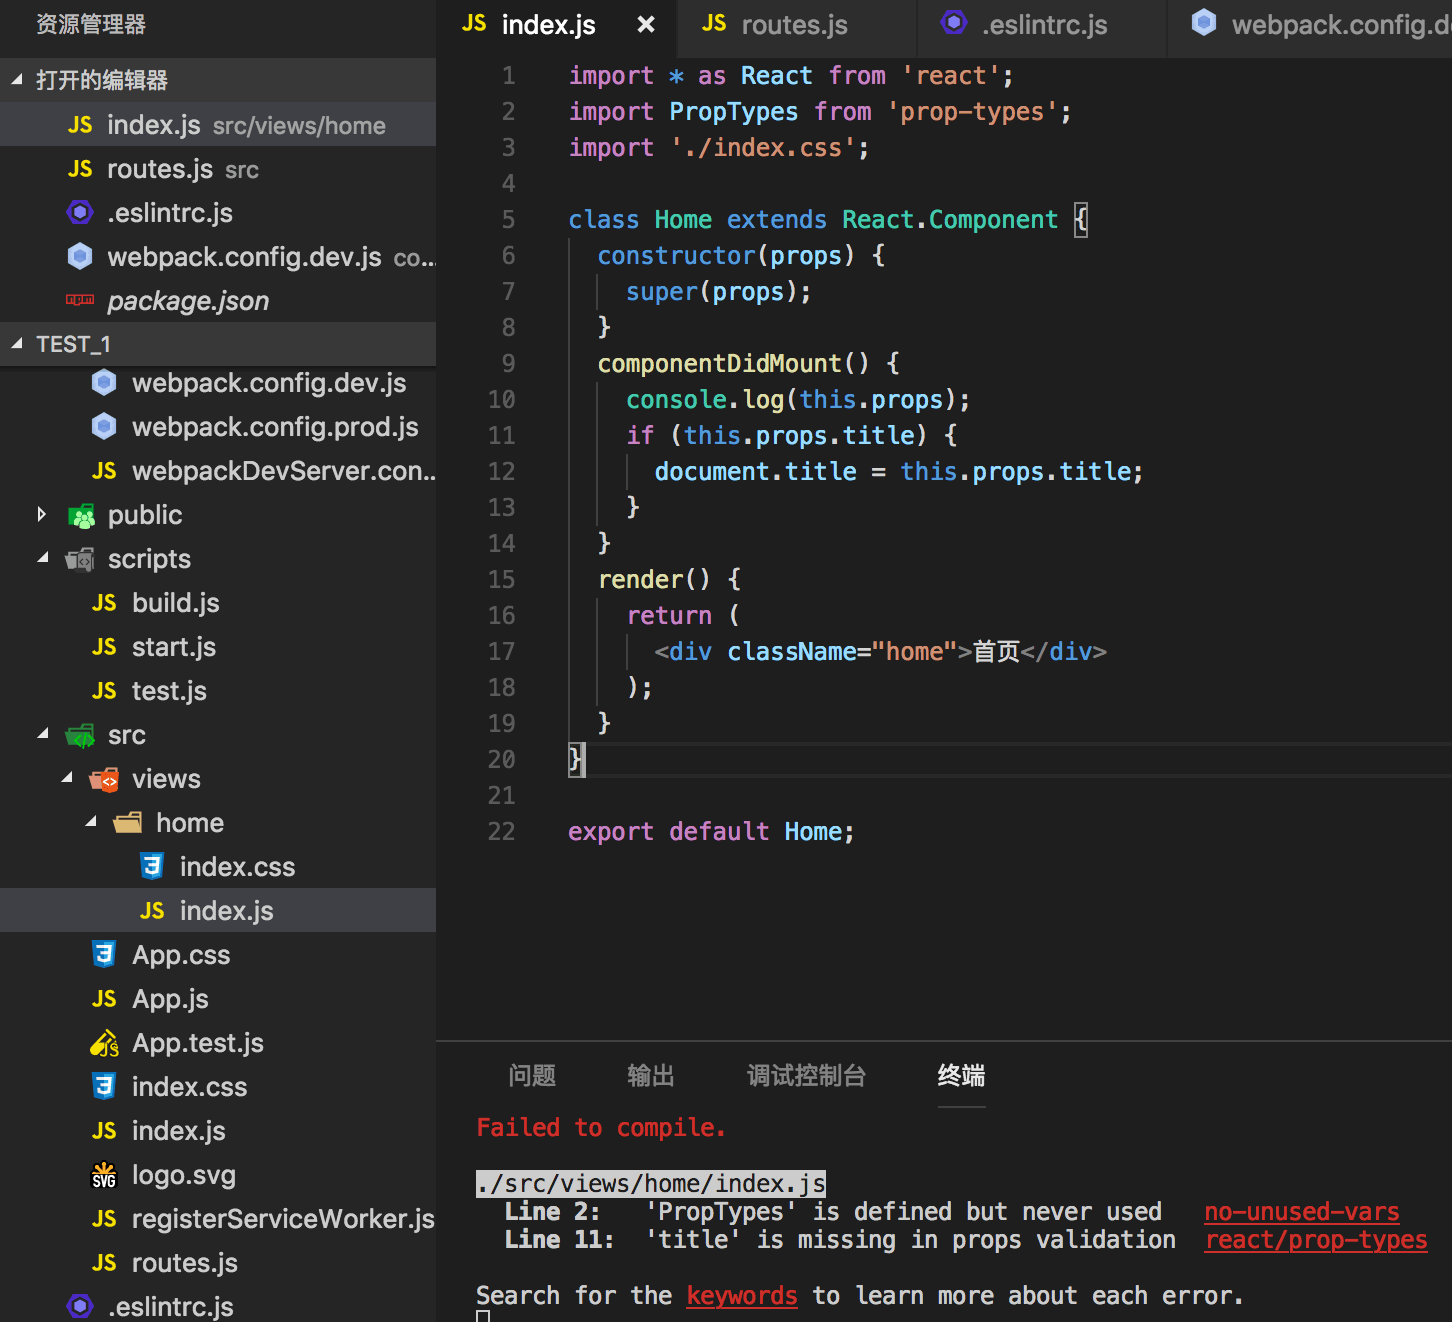 资源管理器
打开的编辑器
JS index.js src/views/home
JS routes.js src
.eslintrc.js
webpack.config.dev.js co...
package.json
TEST_1
webpack.config.dev.js
webpack.config.prod.js
JS webpackDevServer.con...
public
scripts
JS build.js
JS start.js
JS test.js
src
views
home
index.css
JS index.js
App.css
JS App.js
App.test.js
index.css
JS index.js
SVG logo.svg
JS registerServiceWorker.js
JS routes.js
.eslintrc.js
JS index.js × JS routes.js .eslintrc.js webpack.config.d
1 import * as React from 'react';
2 import PropTypes from 'prop-types';
3 import './index.css';
4
5 class Home extends React.Component {
6 constructor(props) {
7 super(props);
8 }
9 componentDidMount() {
10 console.log(this.props);
11 if (this.props.title) {
12 document.title = this.props.title;
13 }
14 }
15 render() {
16 return (
17 <div className="home">首页</div>
18 );
19 }
20 }
21
22 export default Home;
问题 输出 调试控制台 终端
Failed to compile.
./src/views/home/index.js
Line 2: 'PropTypes' is defined but never used no-unused-vars
Line 11: 'title' is missing in props validation react/prop-types
Search for the keywords to learn more about each error.